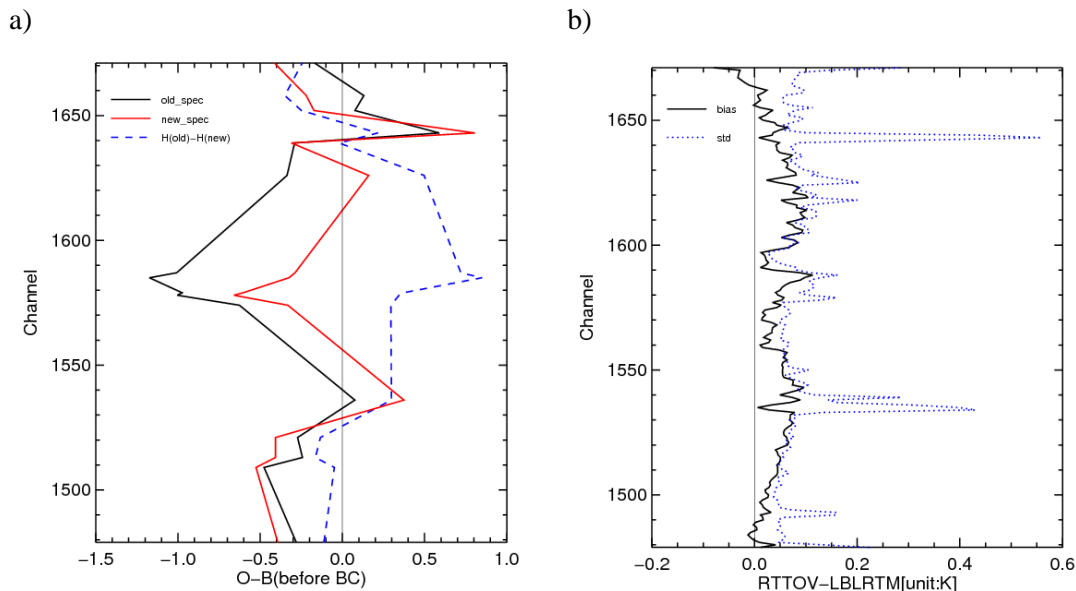 a)
1650
1600
1550
1500
Channel
old_spec
new_spec
H(old)−H(new)
−1.5 −1.0 −0.5 0.0 0.5 1.0
O−B(before BC)
b)
1650
1600
1550
1500
Channel
bias
std
−0.2 0.0 0.2 0.4 0.6
RTTOV−LBLRTM[unit:K]